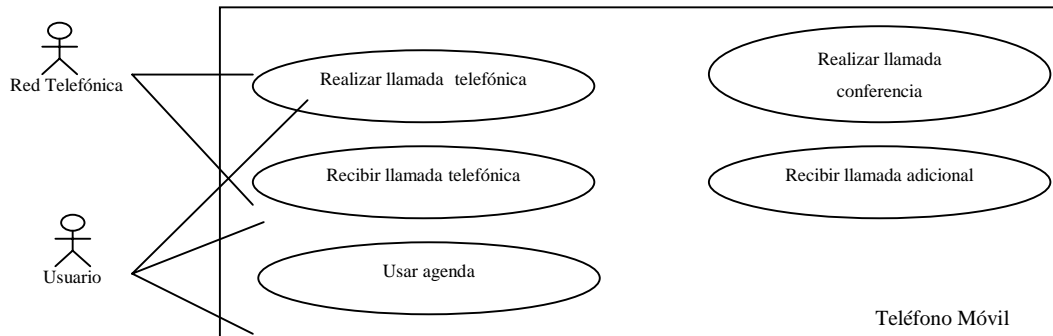 Red Telefónica
Realizar llamada telefónica
Realizar llamada
conferencia
Recibir llamada telefónica
Recibir llamada adicional
Usuario
Usar agenda
Teléfono Móvil